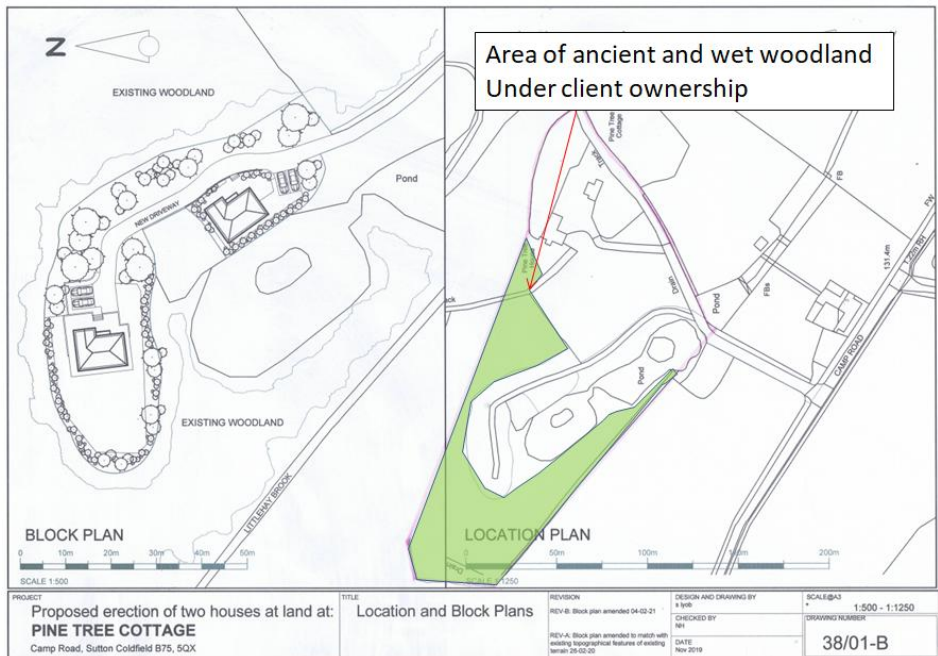 Area of ancient and wet woodland
Under client ownership
N
EXISTING WOODLAND
Pond
NEW DRIVEWAY
EXISTING WOODLAND
LITTLEHAY BROOK
BLOCK PLAN
0 10m 20m 30m 40m 50m
SCALE 1:500
Pine Tree
Cottage
Track
FB
FW
Pine Tree
Drain
Pond
FBs
131.4m
1.22m RH
CAMP ROAD
Pond
LOCATION PLAN
50m 100m 200m
PROJECT
Proposed erection of two houses at land at:
PINE TREE COTTAGE
Camp Road, Sutton Coldfield B75, 5QX
TITLE
Location and Block Plans
REVISION
REV-B: Block plan amended 04-02-21
REV-A: Block plan amended to match with
existing topographical features of existing
terrain 26-02-20
DESIGN AND DRAWING BY
CHECKED BY
NH
DATE
Nov 2019
SCALE@A3
1:500 - 1:1250
DRAWING NUMBER
38/01-B